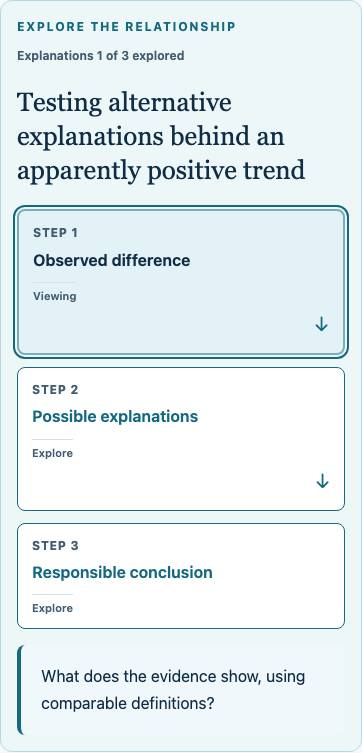 EXPLORE THE RELATIONSHIP
Explanations 1 of 3 explored
Testing alternative
explanations behind an
apparently positive trend
STEP 1
Observed difference
Viewing
STEP 2
Possible explanations
Explore
STEP 3
Responsible conclusion
Explore
What does the evidence show, using
comparable definitions?